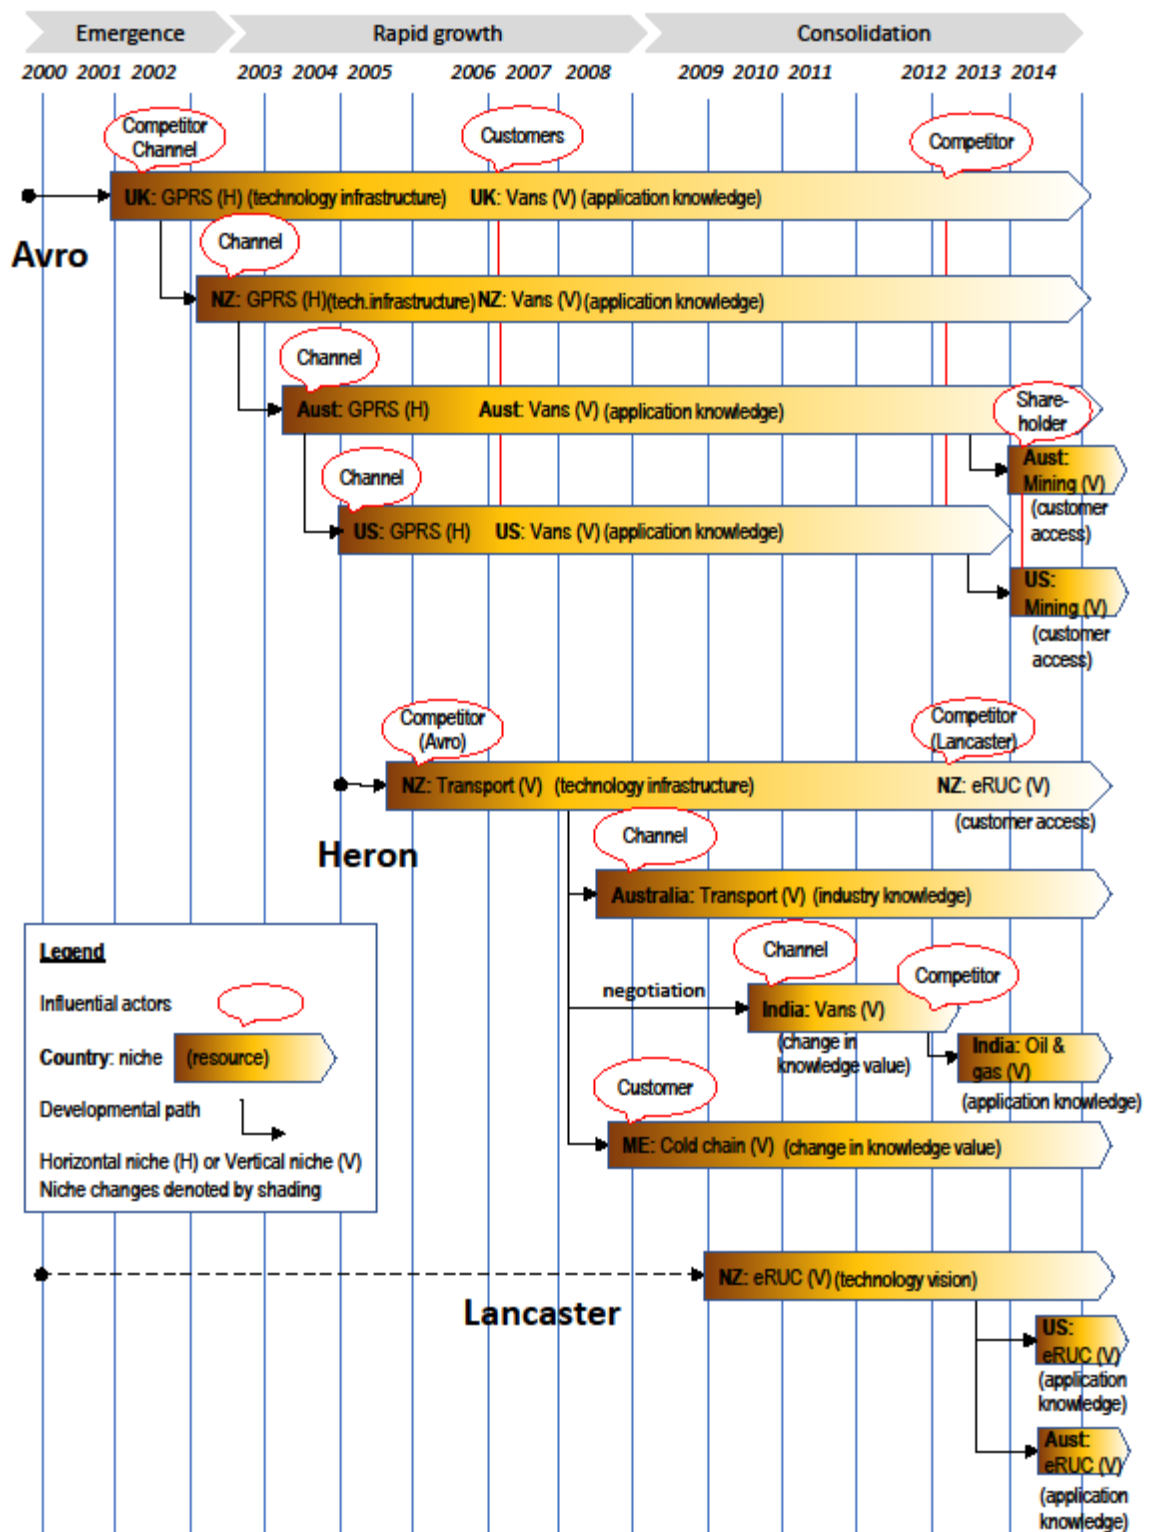 Emergence
Rapid growth
Consolidation
2000 2001 2002 2003 2004 2005 2006 2007 2008 2009 2010 2011 2012 2013 2014
Competitor
Channel
Customers
Competitor
UK: GPRS (H) (technology infrastructure) UK: Vans (V) (application knowledge)
Avro
Channel
NZ: GPRS (H)(tech.infrastructure) NZ: Vans (V) (application knowledge)
Channel
Aust: GPRS (H) Aust: Vans (V) (application knowledge)
Share-
holder
Aust:
Mining (V)
(customer
access)
Channel
US: GPRS (H) US: Vans (V) (application knowledge)
US:
Mining (V)
(customer
access)
Competitor
(Avro)
Competitor
(Lancaster)
NZ: Transport (V) (technology infrastructure) NZ: eRUC (V)
(customer access)
Heron
Channel
Australia: Transport (V) (industry knowledge)
Channel
Competitor
negotiation
India: Vans (V)
(change in
knowledge value)
India: Oil &
gas (V)
(application knowledge)
Customer
ME: Cold chain (V) (change in knowledge value)
Legend
Influential actors
Country: niche (resource)
Developmental path
Horizontal niche (H) or Vertical niche (V)
Niche changes denoted by shading
NZ: eRUC (V) (technology vision)
Lancaster
US:
eRUC (V)
(application
knowledge)
Aust:
eRUC (V)
(application
knowledge)